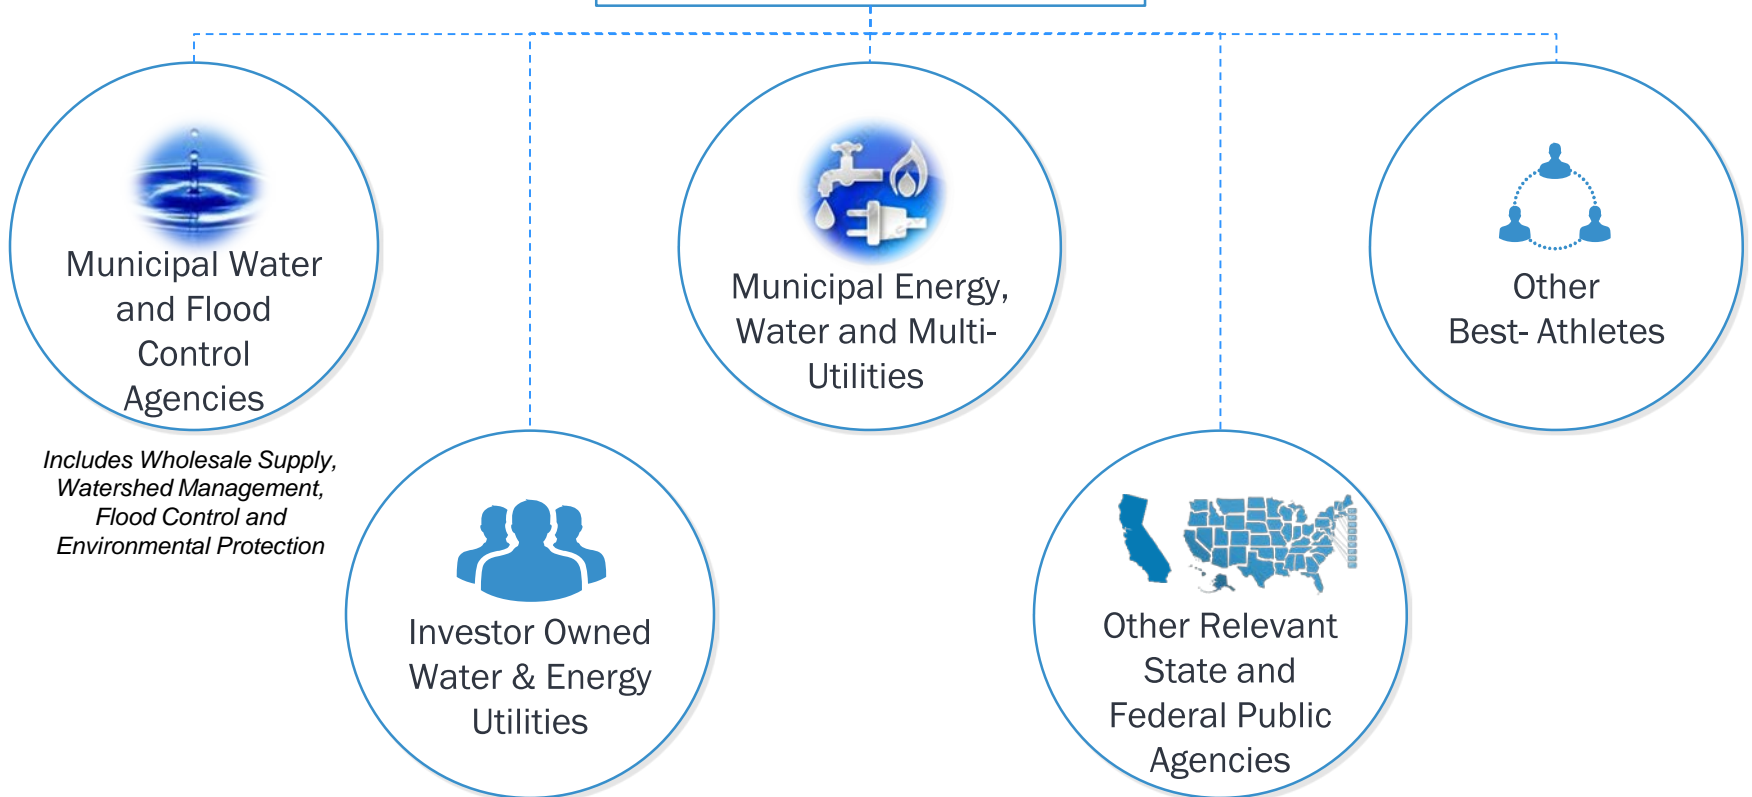 Municipal Water
and Flood
Control
Agencies
Includes Wholesale Supply,
Watershed Management,
Flood Control and
Environmental Protection
Investor Owned
Water & Energy
Utilities
Municipal Energy,
Water and Multi-
Utilities
Other Relevant
State and
Federal Public
Agencies
Other
Best- Athletes